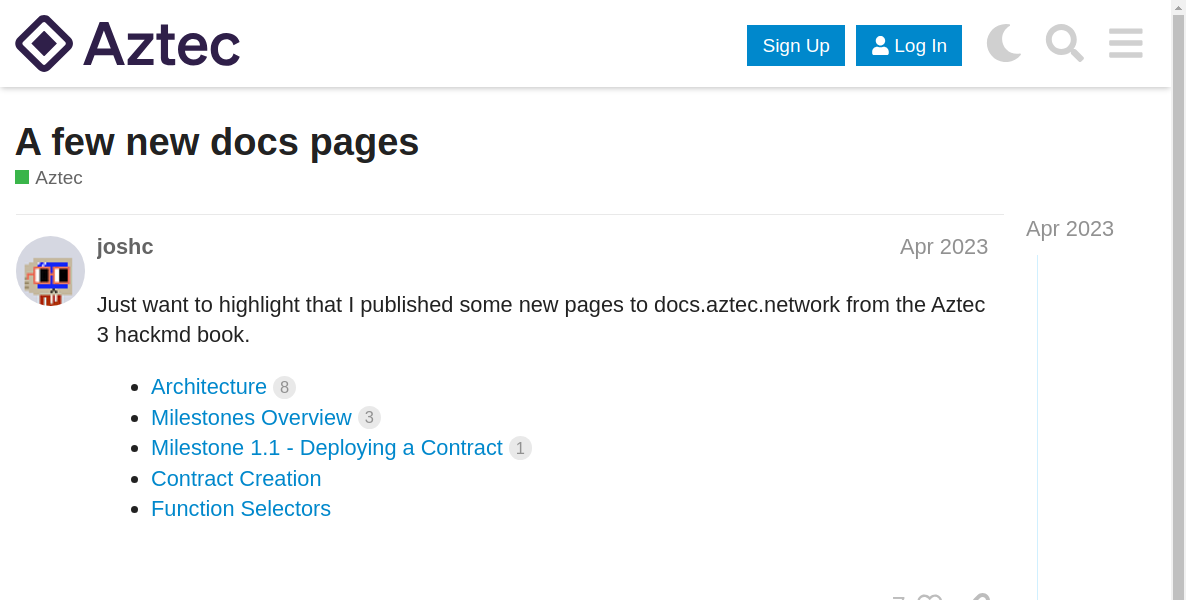 Aztec
Sign Up
Log In
A few new docs pages
Aztec
Apr 2023
joshc
Apr 2023
Just want to highlight that I published some new pages to docs.aztec.network from the Aztec
3 hackmd book.
Architecture 8
Milestones Overview 3
Milestone 1.1 - Deploying a Contract 1
Contract Creation
Function Selectors